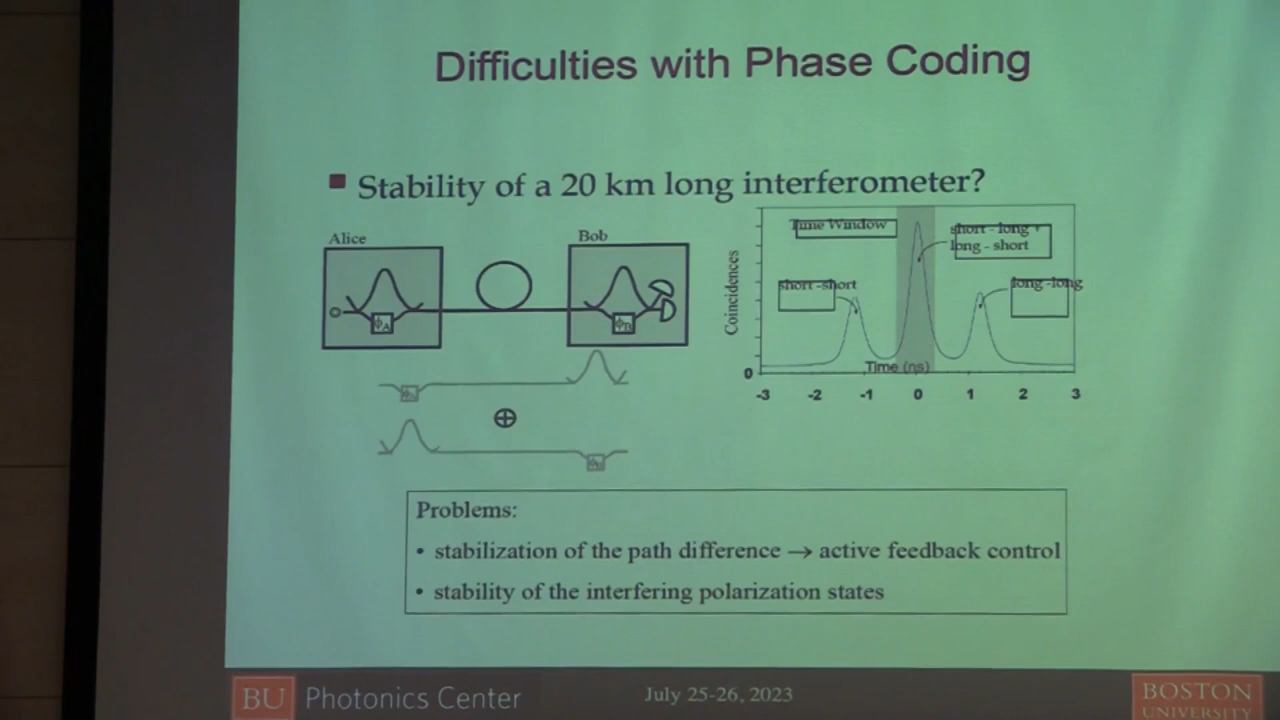 Difficulties with Phase Coding
Stability of a 20 km long interferometer?
Alice
Bob
ϕA
ϕB
Coincidences
Time Window
short - long +
long - short
short -short
long -long
Time (ns)
0
-3 -2 -1 0 1 2 3
Problems:
• stabilization of the path difference → active feedback control
• stability of the interfering polarization states
BU Photonics Center
July 25-26, 2023
BOSTON
UNIVERSITY